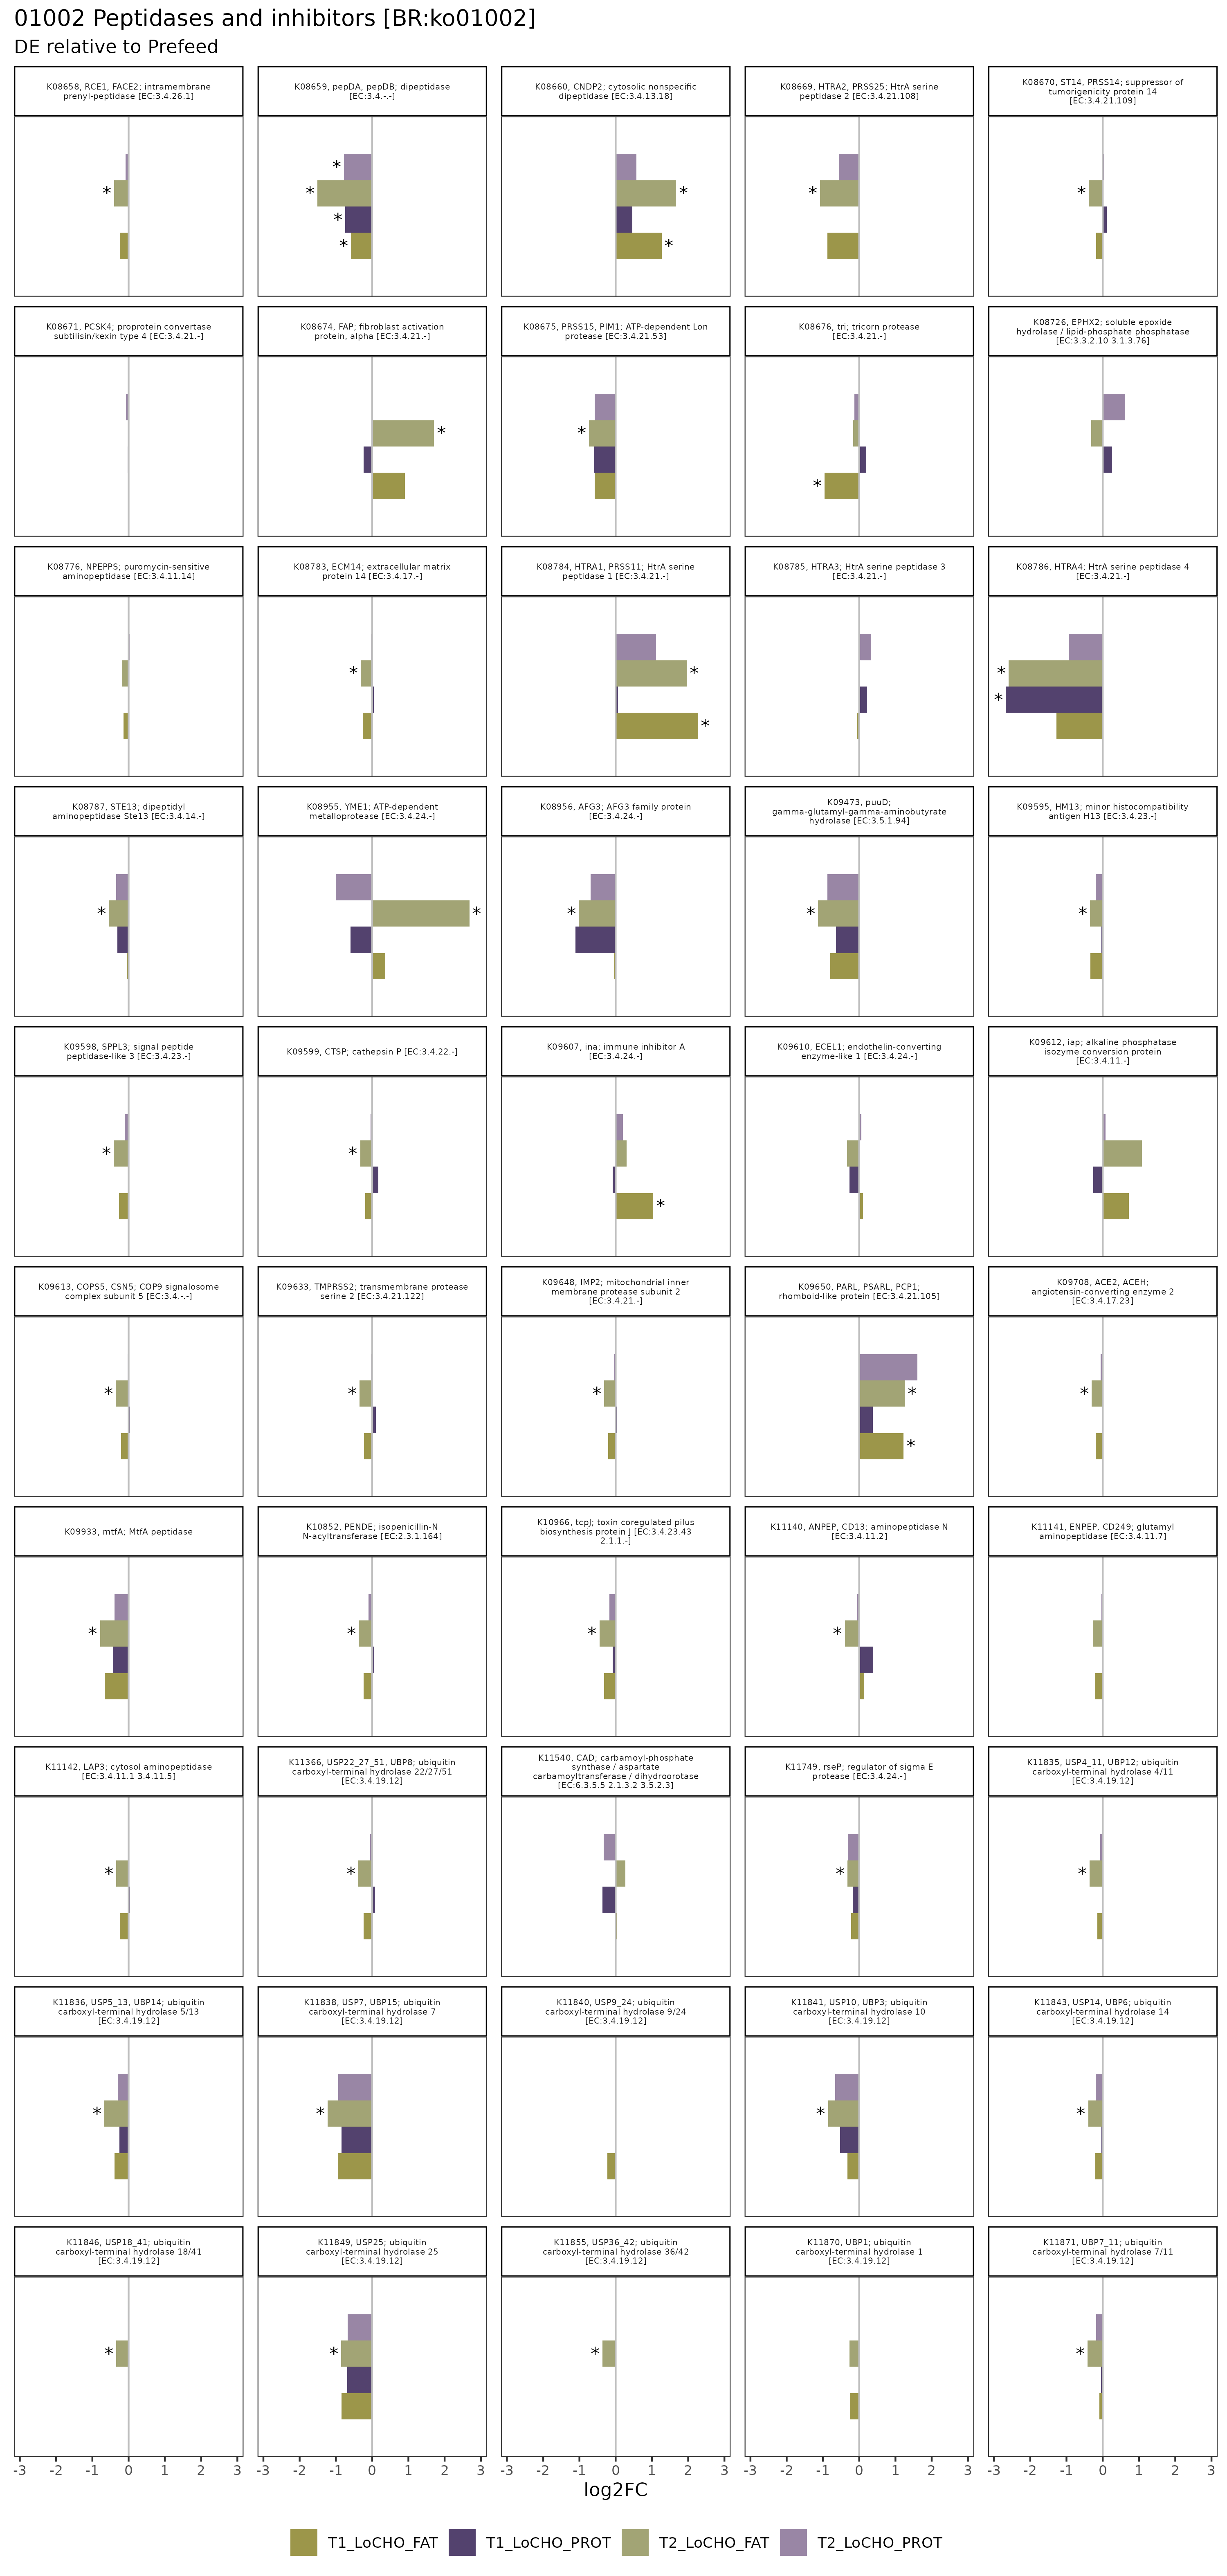 01002 Peptidases and inhibitors [BR:ko01002]
DE relative to Prefeed
K08658, RCE1, FACE2; intramembrane
prenyl-peptidase [EC:3.4.26.1]
K08659, pepDA, pepDB; dipeptidase
[EC:3.4.-.-]
K08660, CNDP2; cytosolic nonspecific
dipeptidase [EC:3.4.13.18]
K08669, HTRA2, PRSS25; HtrA serine
peptidase 2 [EC:3.4.21.108]
K08670, ST14, PRSS14; suppressor of
tumorigenicity protein 14
[EC:3.4.21.109]
*
*
*
*
*
*
*
*
*
K08671, PCSK4; proprotein convertase
subtilisin/kexin type 4 [EC:3.4.21.-]
K08674, FAP; fibroblast activation
protein, alpha [EC:3.4.21.-]
K08675, PRSS15, PIM1; ATP-dependent Lon
protease [EC:3.4.21.53]
K08676, tri; tricorn protease
[EC:3.4.21.-]
K08726, EPHX2; soluble epoxide
hydrolase / lipid-phosphate phosphatase
[EC:3.3.2.10 3.1.3.76]
*
*
*
K08776, NPEPPS; puromycin-sensitive
aminopeptidase [EC:3.4.11.14]
K08783, ECM14; extracellular matrix
protein 14 [EC:3.4.17.-]
K08784, HTRA1, PRSS11; HtrA serine
peptidase 1 [EC:3.4.21.-]
K08785, HTRA3; HtrA serine peptidase 3
[EC:3.4.21.-]
K08786, HTRA4; HtrA serine peptidase 4
[EC:3.4.21.-]
*
*
*
*
*
K08787, STE13; dipeptidyl
aminopeptidase Ste13 [EC:3.4.14.-]
K08955, YME1; ATP-dependent
metalloprotease [EC:3.4.24.-]
K08956, AFG3; AFG3 family protein
[EC:3.4.24.-]
K09473, puuD;
gamma-glutamyl-gamma-aminobutyrate
hydrolase [EC:3.5.1.94]
K09595, HM13; minor histocompatibility
antigen H13 [EC:3.4.23.-]
*
*
*
*
*
K09598, SPPL3; signal peptide
peptidase-like 3 [EC:3.4.23.-]
K09599, CTSP; cathepsin P [EC:3.4.22.-]
K09607, ina; immune inhibitor A
[EC:3.4.24.-]
K09610, ECEL1; endothelin-converting
enzyme-like 1 [EC:3.4.24.-]
K09612, iap; alkaline phosphatase
isozyme conversion protein
[EC:3.4.11.-]
*
*
*
K09613, COPS5, CSN5; COP9 signalosome
complex subunit 5 [EC:3.4.-.-]
K09633, TMPRSS2; transmembrane protease
serine 2 [EC:3.4.21.122]
K09648, IMP2; mitochondrial inner
membrane protease subunit 2
[EC:3.4.21.-]
K09650, PARL, PSARL, PCP1;
rhomboid-like protein [EC:3.4.21.105]
K09708, ACE2, ACEH;
angiotensin-converting enzyme 2
[EC:3.4.17.23]
*
*
*
*
*
*
K09933, mtfA; MtfA peptidase
K10852, PENDE; isopenicillin-N
N-acyltransferase [EC:2.3.1.164]
K10966, tcpJ; toxin coregulated pilus
biosynthesis protein J [EC:3.4.23.43
2.1.1.-]
K11140, ANPEP, CD13; aminopeptidase N
[EC:3.4.11.2]
K11141, ENPEP, CD249; glutamyl
aminopeptidase [EC:3.4.11.7]
*
*
*
*
K11142, LAP3; cytosol aminopeptidase
[EC:3.4.11.1 3.4.11.5]
K11366, USP22_27_51, UBP8; ubiquitin
carboxyl-terminal hydrolase 22/27/51
[EC:3.4.19.12]
K11540, CAD; carbamoyl-phosphate
synthase / aspartate
carbamoyltransferase / dihydroorotase
[EC:6.3.5.5 2.1.3.2 3.5.2.3]
K11749, rseP; regulator of sigma E
protease [EC:3.4.24.-]
K11835, USP4_11, UBP12; ubiquitin
carboxyl-terminal hydrolase 4/11
[EC:3.4.19.12]
*
*
*
*
K11836, USP5_13, UBP14; ubiquitin
carboxyl-terminal hydrolase 5/13
[EC:3.4.19.12]
K11838, USP7, UBP15; ubiquitin
carboxyl-terminal hydrolase 7
[EC:3.4.19.12]
K11840, USP9_24; ubiquitin
carboxyl-terminal hydrolase 9/24
[EC:3.4.19.12]
K11841, USP10, UBP3; ubiquitin
carboxyl-terminal hydrolase 10
[EC:3.4.19.12]
K11843, USP14, UBP6; ubiquitin
carboxyl-terminal hydrolase 14
[EC:3.4.19.12]
*
*
*
*
K11846, USP18_41; ubiquitin
carboxyl-terminal hydrolase 18/41
[EC:3.4.19.12]
K11849, USP25; ubiquitin
carboxyl-terminal hydrolase 25
[EC:3.4.19.12]
K11855, USP36_42; ubiquitin
carboxyl-terminal hydrolase 36/42
[EC:3.4.19.12]
K11870, UBP1; ubiquitin
carboxyl-terminal hydrolase 1
[EC:3.4.19.12]
K11871, UBP7_11; ubiquitin
carboxyl-terminal hydrolase 7/11
[EC:3.4.19.12]
*
*
*
*
-3 -2 -1 0 1 2 3
-3 -2 -1 0 1 2 3
-3 -2 -1 0 1 2 3
-3 -2 -1 0 1 2 3
-3 -2 -1 0 1 2 3
log2FC
T1_LoCHO_FAT T1_LoCHO_PROT T2_LoCHO_FAT T2_LoCHO_PROT